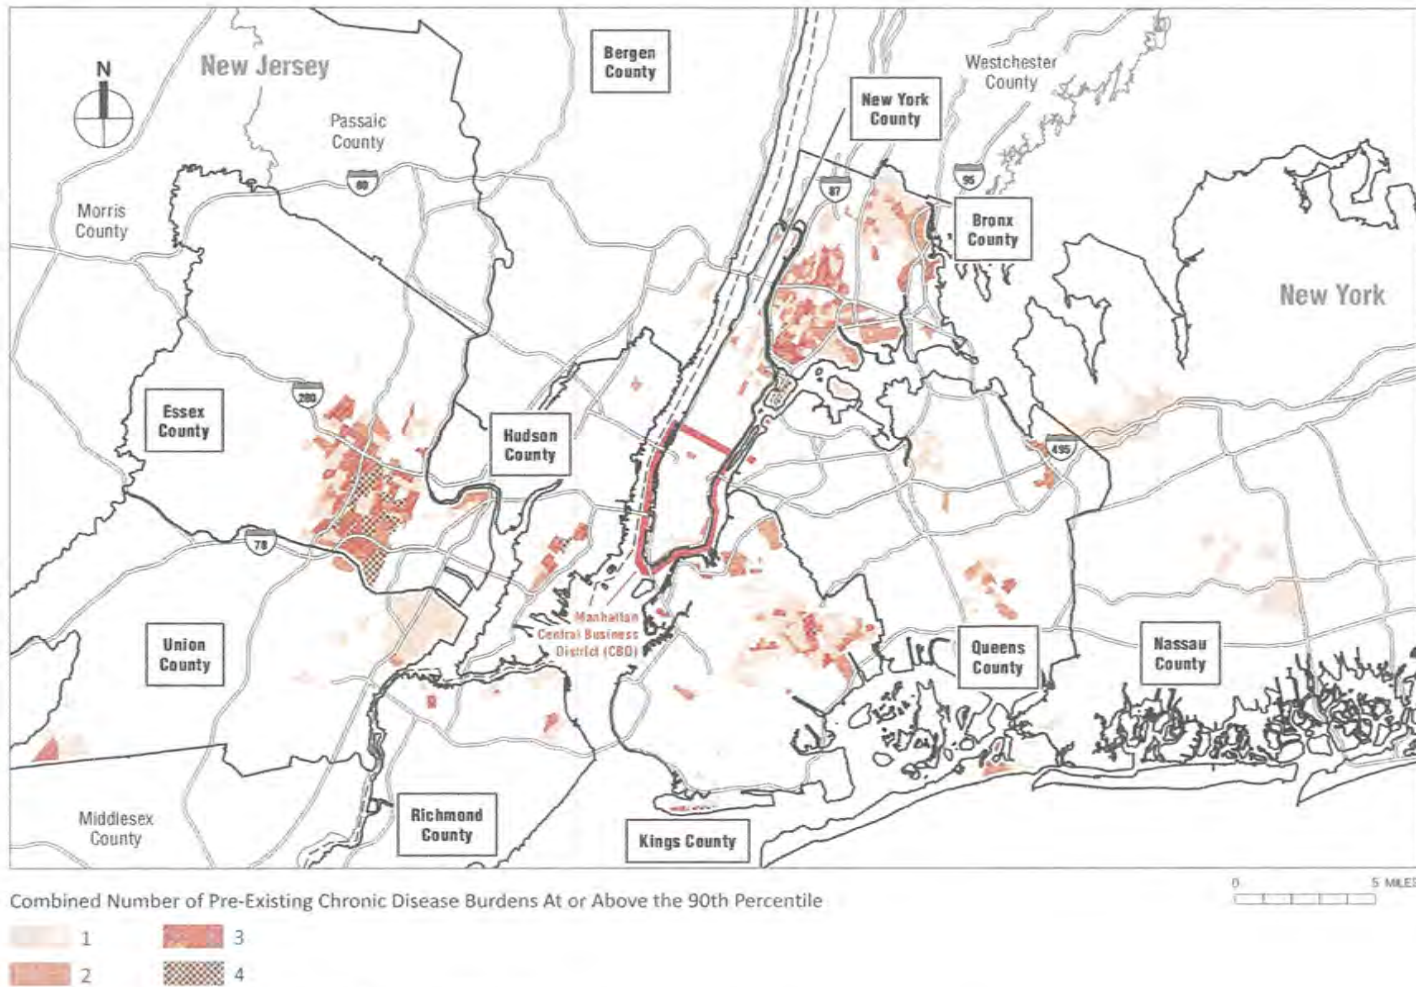 N
New Jersey
Bergen
County
Westchester
County
New York
County
Passaic
County
80
87
95
Morris
County
Bronx
County
New York
Essex
County
280
Hudson
County
495
78
Manhattan
Central Business
District (CBD)
Union
County
Queens
County
Nassau
County
Middlesex
County
Richmond
County
Kings County
0 5 MILES
Combined Number of Pre-Existing Chronic Disease Burdens At or Above the 90th Percentile
1
3
2
4